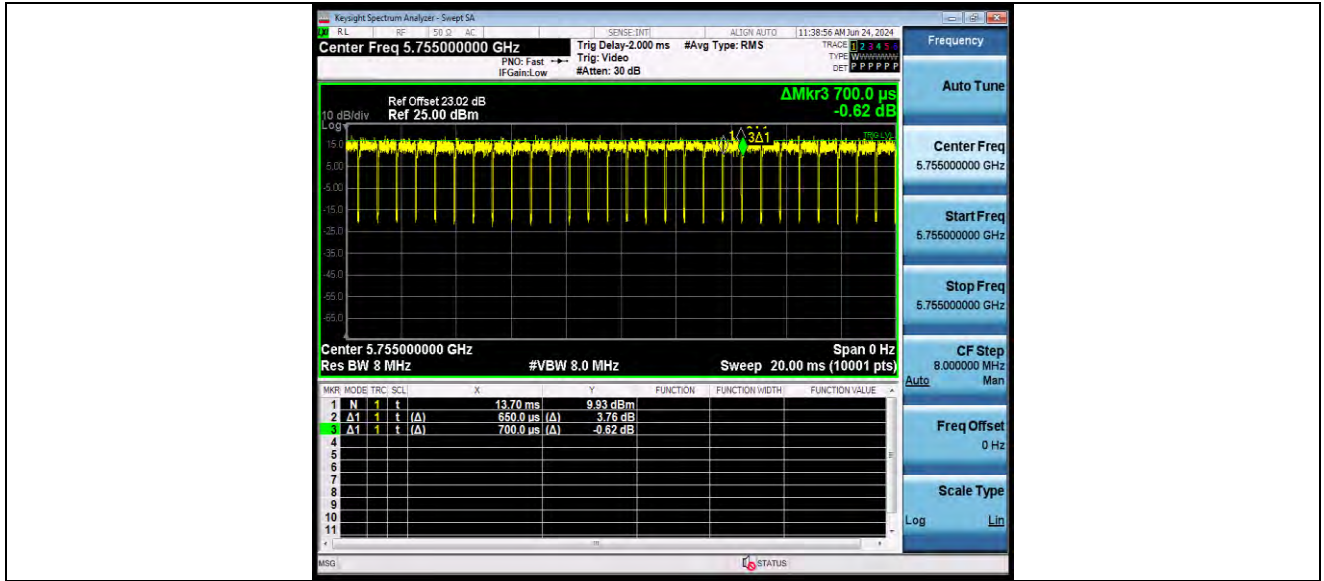 Keysight Spectrum Analyzer - Swept SA
RL RF 50 Ω AC SENSE:INT ALIGN AUTO 11:38:56 AM Jun 24, 2024
Center Freq 5.755000000 GHz
PNO: Fast
IFGain:Low
Trig Delay-2.000 ms
Trig: Video
#Atten: 30 dB
#Avg Type: RMS
TRACE 1 2 3 4 5 6
TYPE WWWWWW
DET P P P P P P
ΔMkr3 700.0 µs
-0.62 dB
Ref Offset 23.02 dB
10 dB/div Ref 25.00 dBm
Log
15.0
5.00
-5.00
-15.0
-25.0
-35.0
-45.0
-55.0
-65.0
1 3Δ1
TRIG LVL
Center 5.755000000 GHz Span 0 Hz
Res BW 8 MHz #VBW 8.0 MHz Sweep 20.00 ms (10001 pts)
MKR MODE TRC SCL X Y FUNCTION FUNCTION WIDTH FUNCTION VALUE
1 N 1 t 13.70 ms 9.93 dBm
2 Δ1 1 t (Δ) 650.0 µs (Δ) 3.76 dB
3 Δ1 1 t (Δ) 700.0 µs (Δ) -0.62 dB
4
5
6
7
8
9
10
11
MSG STATUS
Frequency
Auto Tune
Center Freq
5.755000000 GHz
Start Freq
5.755000000 GHz
Stop Freq
5.755000000 GHz
CF Step
8.000000 MHz
Auto Man
Freq Offset
0 Hz
Scale Type
Log Lin